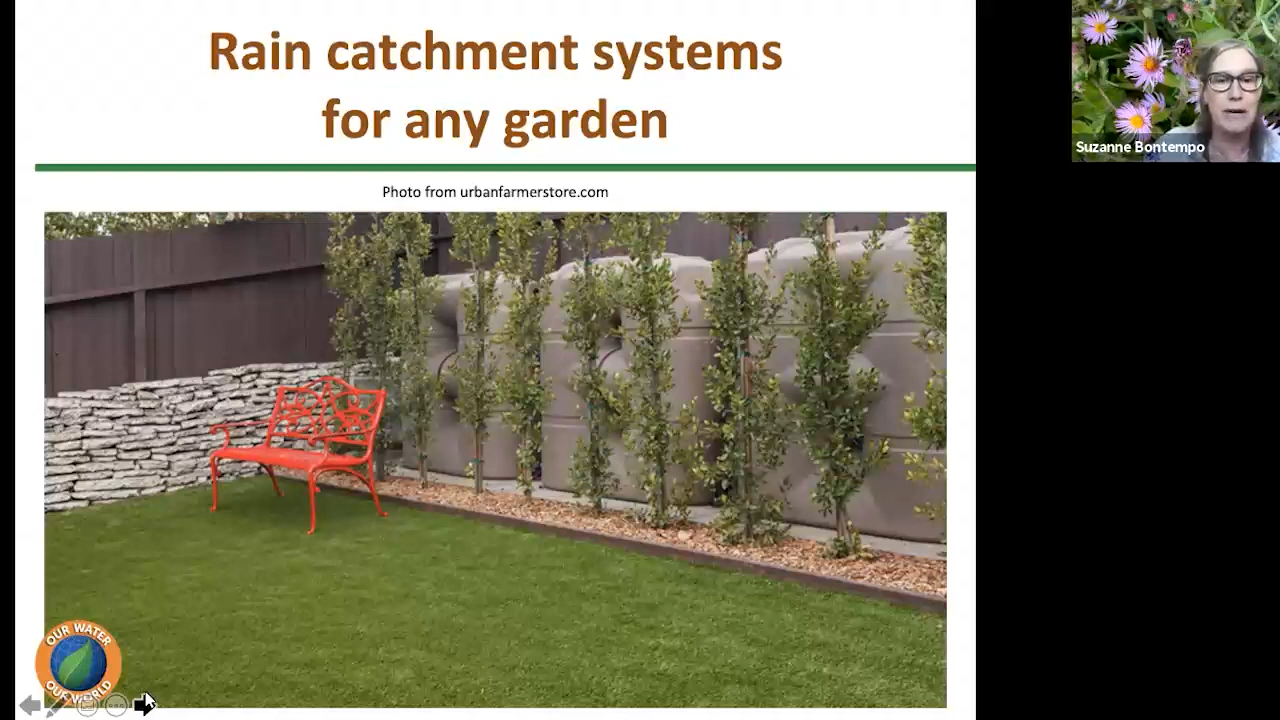 Rain catchment systems
for any garden
Photo from urbanfarmerstore.com
Suzanne Bontempo
OUR WATER
OUR WORLD